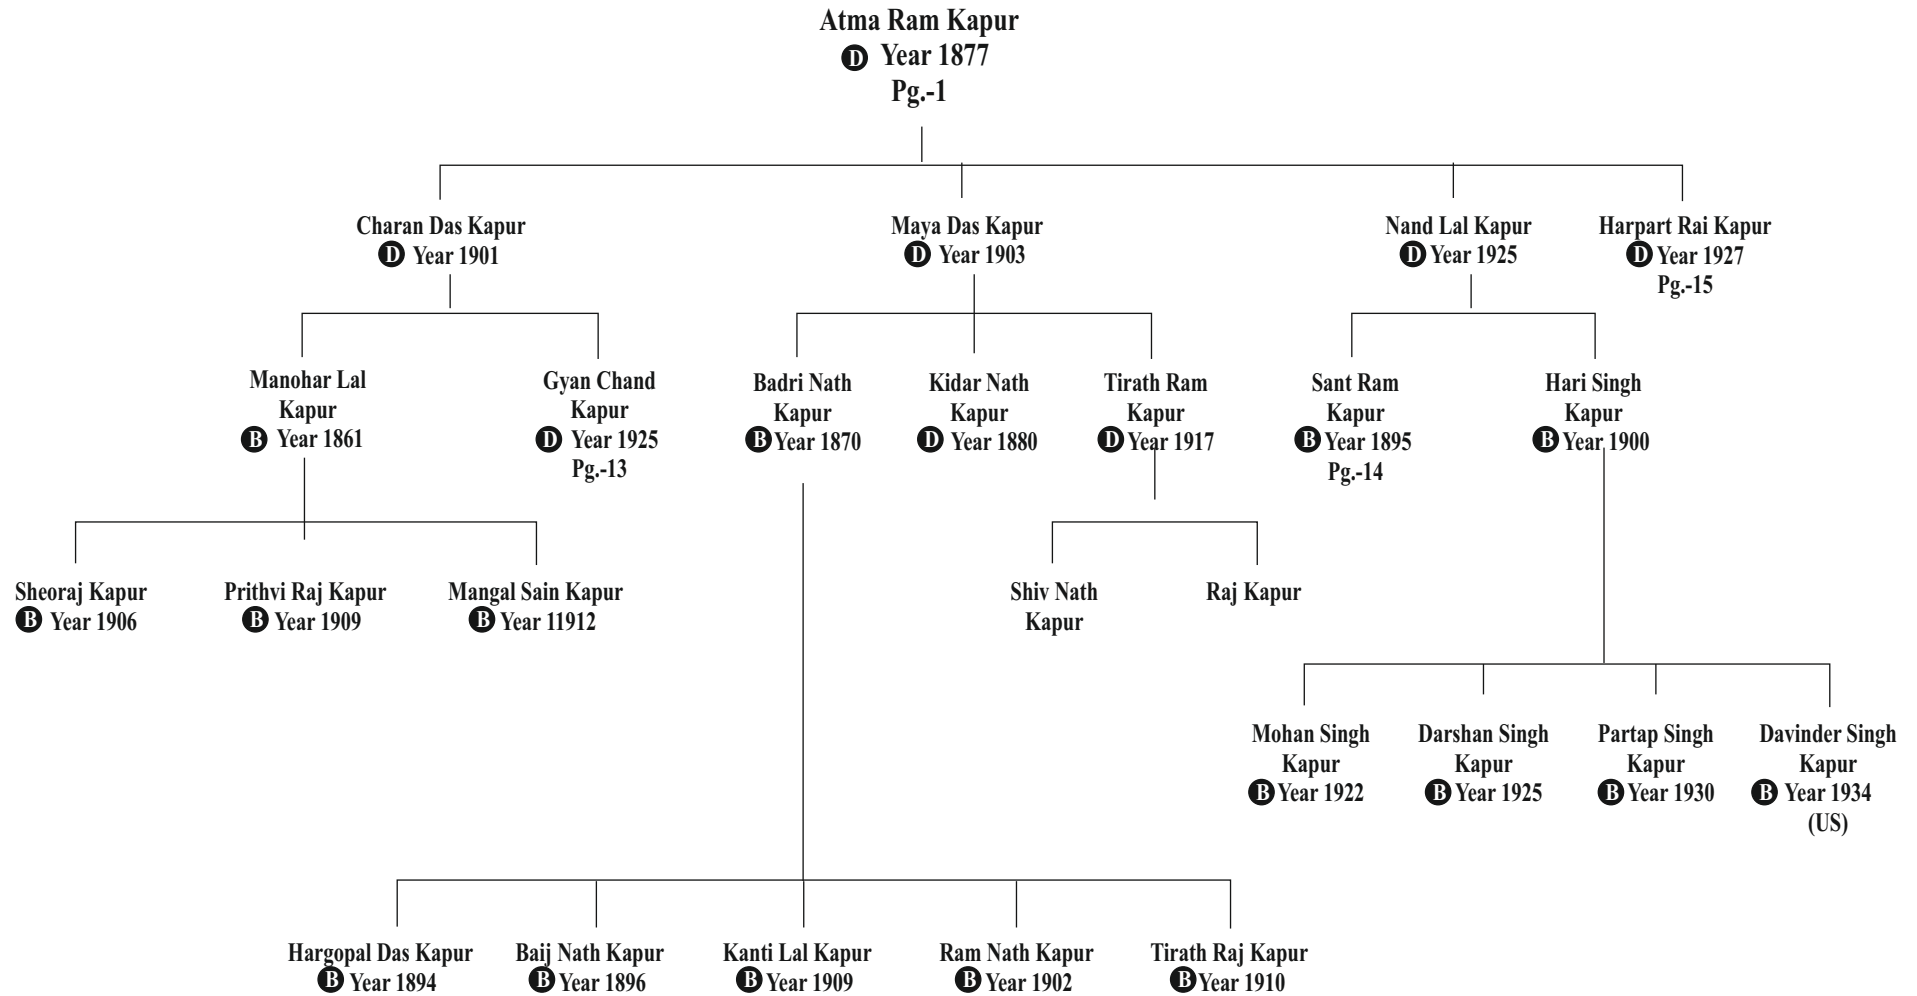 Atma Ram Kapur
D Year 1877
Pg.-1
Charan Das Kapur
D Year 1901
Maya Das Kapur
D Year 1903
Nand Lal Kapur
D Year 1925
Harpart Rai Kapur
D Year 1927
Pg.-15
Manohar Lal
Kapur
B Year 1861
Gyan Chand
Kapur
D Year 1925
Pg.-13
Badri Nath
Kapur
B Year 1870
Kidar Nath
Kapur
D Year 1880
Tirath Ram
Kapur
D Year 1917
Sant Ram
Kapur
B Year 1895
Pg.-14
Hari Singh
Kapur
B Year 1900
Sheoraj Kapur
B Year 1906
Prithvi Raj Kapur
B Year 1909
Mangal Sain Kapur
B Year 11912
Shiv Nath
Kapur
Raj Kapur
Mohan Singh
Kapur
B Year 1922
Darshan Singh
Kapur
B Year 1925
Partap Singh
Kapur
B Year 1930
Davinder Singh
Kapur
B Year 1934
(US)
Hargopal Das Kapur
B Year 1894
Baij Nath Kapur
B Year 1896
Kanti Lal Kapur
B Year 1909
Ram Nath Kapur
B Year 1902
Tirath Raj Kapur
B Year 1910